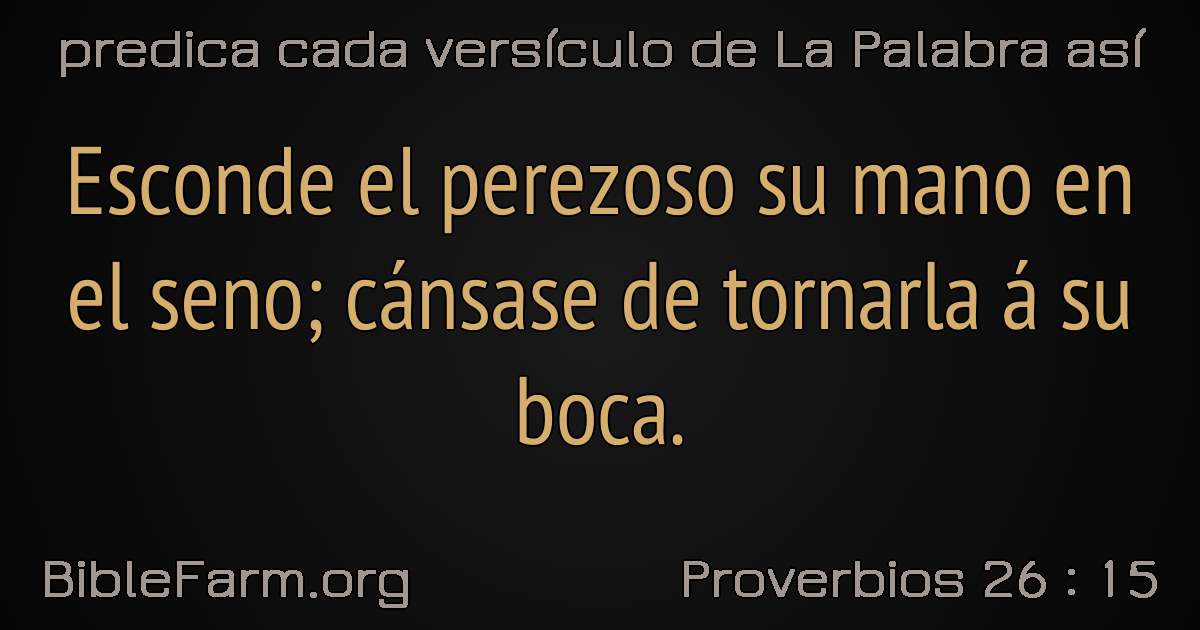 predica cada versículo de La Palabra así
Esconde el perezoso su mano en
el seno; cánsase de tornarla á su
boca.
BibleFarm.org
Proverbios 26 : 15